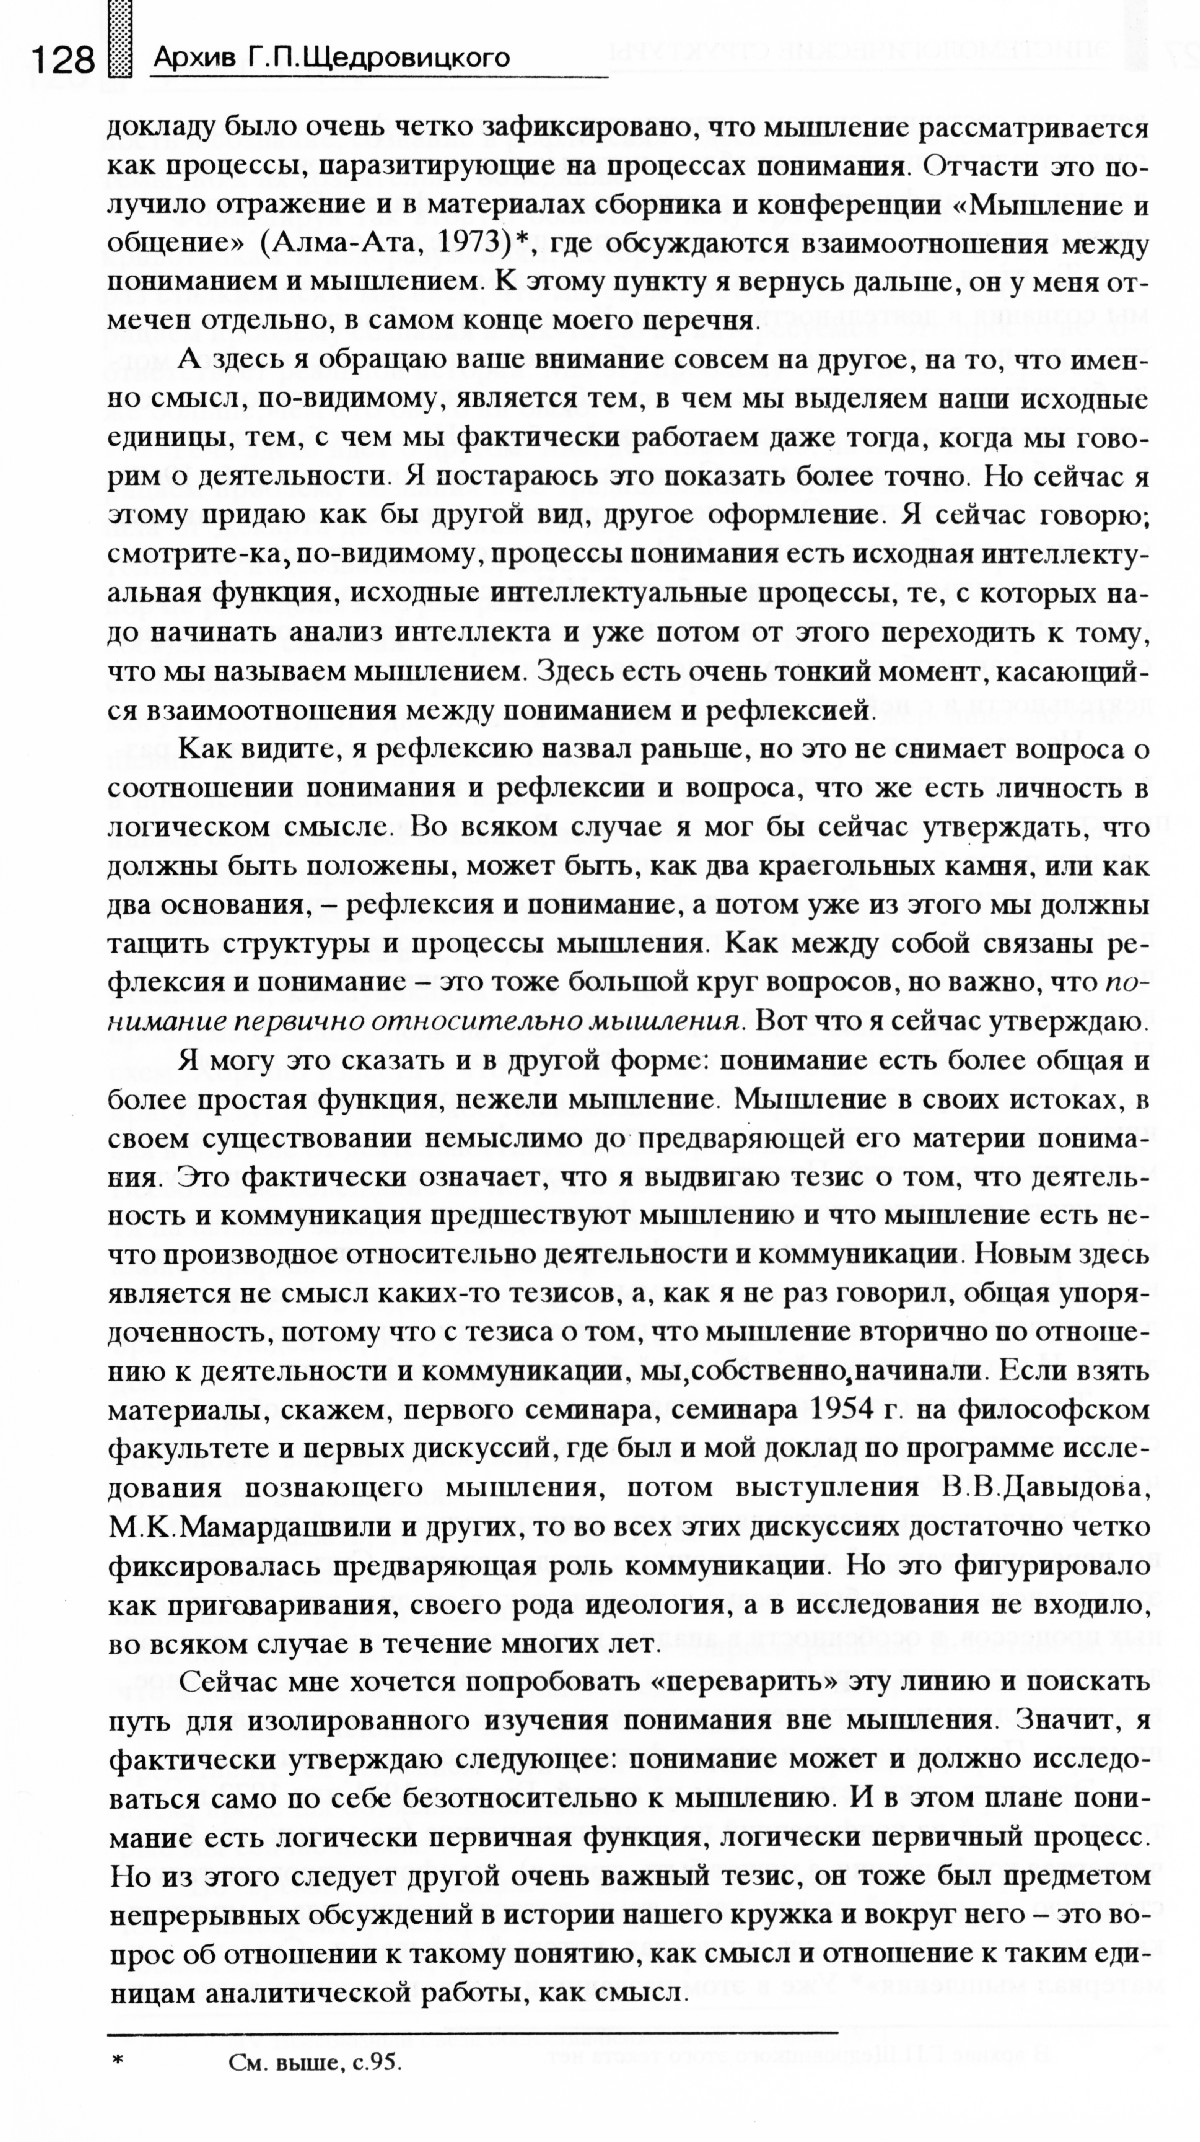 128 Архив Г.П.Щедровицкого
докладу было очень четко зафиксировано, что мышление рассматривается
как процессы, паразитирующие на процессах понимания. Отчасти это по-
лучило отражение и в материалах сборника и конференции «Мышление и
общение» (Алма-Ата, 1973)*, где обсуждаются взаимоотношения между
пониманием и мышлением. К этому пункту я вернусь дальше, он у меня от-
мечен отдельно, в самом конце моего перечня.
А здесь я обращаю ваше внимание совсем на другое, на то, что имен-
но смысл, по-видимому, является тем, в чем мы выделяем наши исходные
единицы, тем, с чем мы фактически работаем даже тогда, когда мы гово-
рим о деятельности. Я постараюсь это показать более точно. Но сейчас я
этому придаю как бы другой вид, другое оформление. Я сейчас говорю;
смотрите-ка, по-видимому, процессы понимания есть исходная интеллекту-
альная функция, исходные интеллектуальные процессы, те, с которых на-
до начинать анализ интеллекта и уже потом от этого переходить к тому,
что мы называем мышлением. Здесь есть очень тонкий момент, касающий-
ся взаимоотношения между пониманием и рефлексией.
Как видите, я рефлексию назвал раньше, но это не снимает вопроса о
соотношении понимания и рефлексии и вопроса, что же есть личность в
логическом смысле. Во всяком случае я мог бы сейчас утверждать, что
должны быть положены, может быть, как два краегольных камня, или как
два основания, – рефлексия и понимание, а потом уже из этого мы должны
тащить структуры и процессы мышления. Как между собой связаны ре-
флексия и понимание – это тоже большой круг вопросов, но важно, что по-
нимание первично относительно мышления. Вот что я сейчас утверждаю.
Я могу это сказать и в другой форме: понимание есть более общая и
более простая функция, нежели мышление. Мышление в своих истоках, в
своем существовании немыслимо до предваряющей его материи понима-
ния. Это фактически означает, что я выдвигаю тезис о том, что деятель-
ность и коммуникация предшествуют мышлению и что мышление есть не-
что производное относительно деятельности и коммуникации. Новым здесь
является не смысл каких-то тезисов, а, как я не раз говорил, общая упоря-
доченность, потому что с тезиса о том, что мышление вторично по отноше-
нию к деятельности и коммуникации, мы,собственно,начинали. Если взять
материалы, скажем, первого семинара, семинара 1954 г. на философском
факультете и первых дискуссий, где был и мой доклад по программе иссле-
дования познающего мышления, потом выступления В.В.Давыдова,
М.К.Мамардашвили и других, то во всех этих дискуссиях достаточно четко
фиксировалась предваряющая роль коммуникации. Но это фигурировало
как приговаривания, своего рода идеология, а в исследования не входило,
во всяком случае в течение многих лет.
Сейчас мне хочется попробовать «переварить» эту линию и поискать
путь для изолированного изучения понимания вне мышления. Значит, я
фактически утверждаю следующее: понимание может и должно исследо-
ваться само по себе безотносительно к мышлению. И в этом плане пони-
мание есть логически первичная функция, логически первичный процесс.
Но из этого следует другой очень важный тезис, он тоже был предметом
непрерывных обсуждений в истории нашего кружка и вокруг него – это во-
прос об отношении к такому понятию, как смысл и отношение к таким еди-
ницам аналитической работы, как смысл.
* См. выше, с.95.